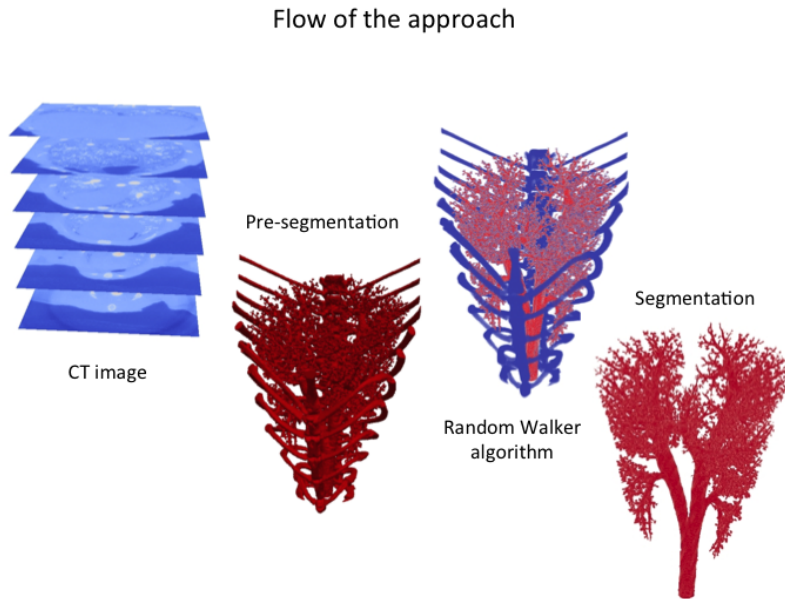 Flow of the approach
Pre-segmentation
Segmentation
CT image
Random Walker
algorithm